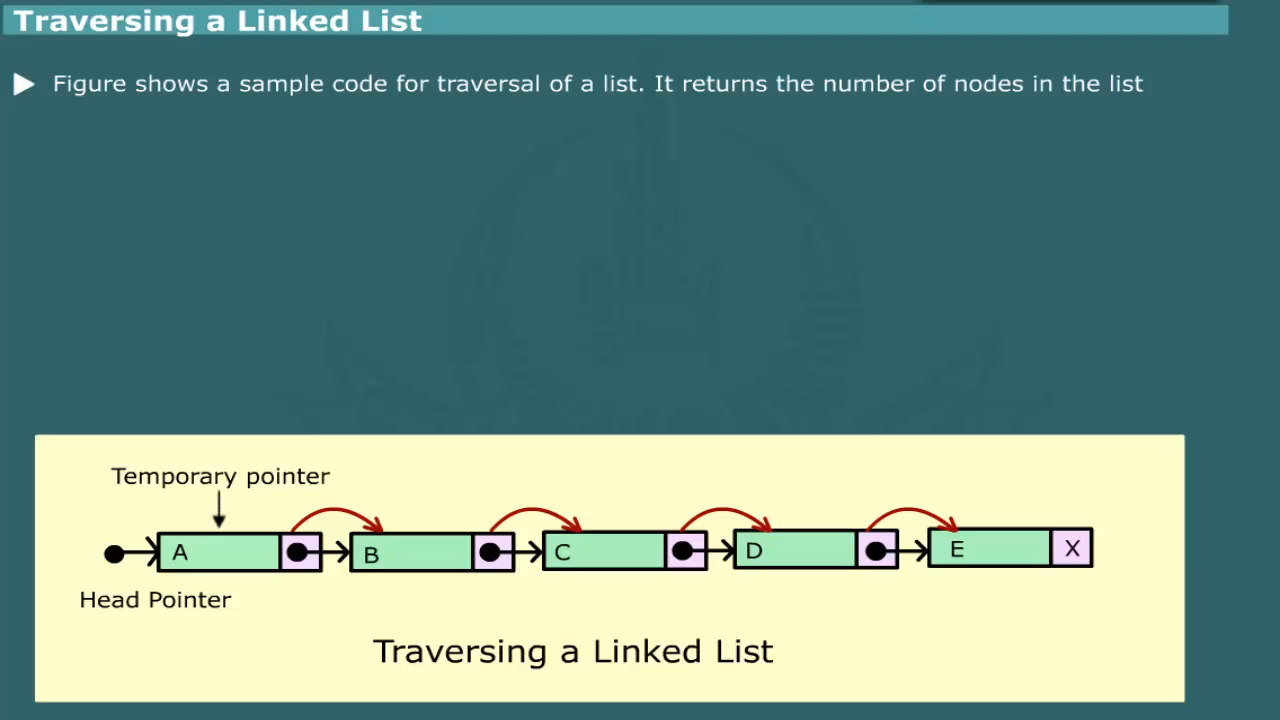 Traversing a Linked List
Figure shows a sample code for traversal of a list. It returns the number of nodes in the list
Temporary pointer
A B C D E X
Head Pointer
Traversing a Linked List